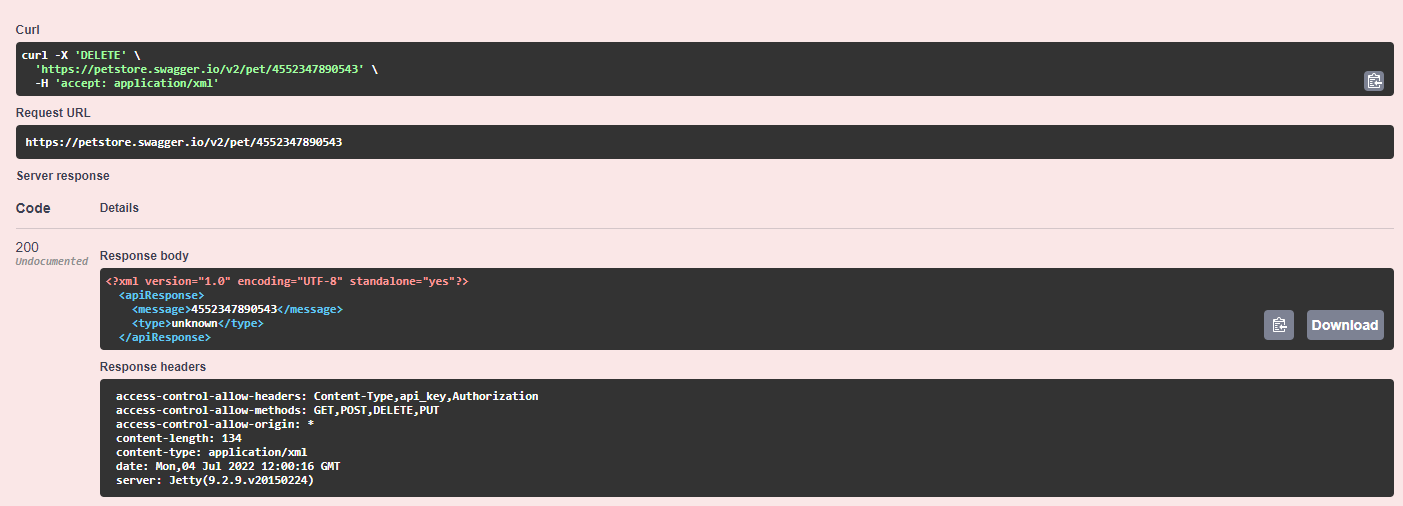 Curl
curl -X 'DELETE' \
  'https://petstore.swagger.io/v2/pet/4552347890543' \
  -H 'accept: application/xml'
Request URL
https://petstore.swagger.io/v2/pet/4552347890543
Server response
Code Details
200
Undocumented
Response body
<?xml version="1.0" encoding="UTF-8" standalone="yes"?>
  <apiResponse>
    <message>4552347890543</message>
    <type>unknown</type>
  </apiResponse>
Download
Response headers
access-control-allow-headers: Content-Type,api_key,Authorization
access-control-allow-methods: GET,POST,DELETE,PUT
access-control-allow-origin: *
content-length: 134
content-type: application/xml
date: Mon,04 Jul 2022 12:00:16 GMT
server: Jetty(9.2.9.v20150224)